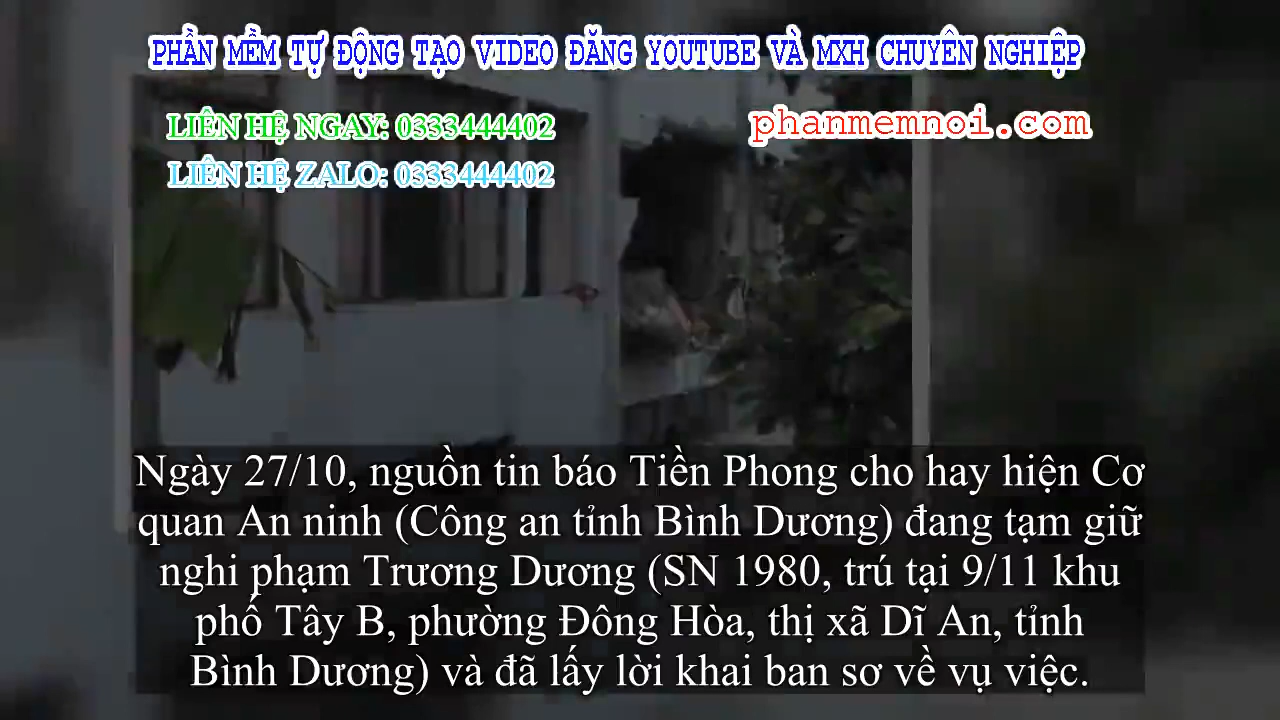 PHẦN MỀM TỰ ĐỘNG TẠO VIDEO ĐĂNG YOUTUBE VÀ MXH CHUYÊN NGHIỆP
LIÊN HỆ NGAY: 0333444402
phanmemnoi.com
LIÊN HỆ ZALO: 0333444402
Ngày 27/10, nguồn tin báo Tiền Phong cho hay hiện Cơ
quan An ninh (Công an tỉnh Bình Dương) đang tạm giữ
nghi phạm Trương Dương (SN 1980, trú tại 9/11 khu
phố Tây B, phường Đông Hòa, thị xã Dĩ An, tỉnh
Bình Dương) và đã lấy lời khai ban sơ về vụ việc.